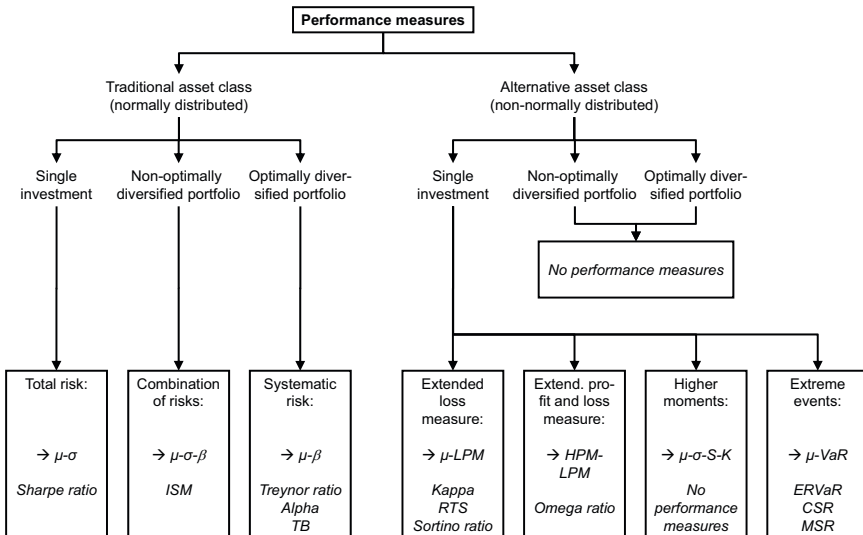 Performance measures
Traditional asset class
(normally distributed)
Alternative asset class
(non-normally distributed)
Single
investment
Non-optimally
diversified portfolio
Optimally diver-
sified portfolio
Single
investment
Non-optimally
diversified portfolio
Optimally diver-
sified portfolio
No performance measures
Total risk:
→ μ-σ
Sharpe ratio
Combination
of risks:
→ μ-σ-β
ISM
Systematic
risk:
→ μ-β
Treynor ratio
Alpha
TB
Extended
loss
measure:
→ μ-LPM
Kappa
RTS
Sortino ratio
Extend. pro-
fit and loss
measure:
→ HPM-
LPM
Omega ratio
Higher
moments:
→ μ-σ-S-K
No
performance
measures
Extreme
events:
→ μ-VaR
ERVaR
CSR
MSR